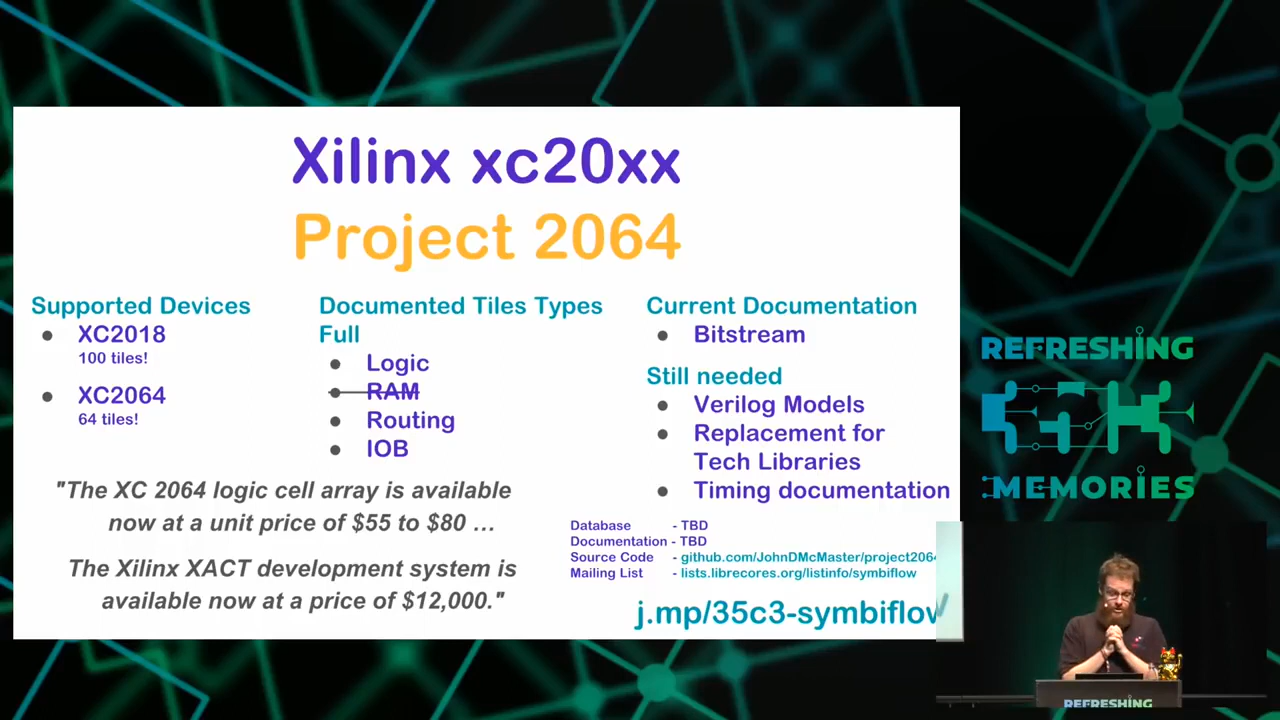 Xilinx xc20xx
Project 2064
Supported Devices
XC2018
100 tiles!
XC2064
64 tiles!
Documented Tiles Types
Full
Logic
RAM
Routing
IOB
Current Documentation
Bitstream
Still needed
Verilog Models
Replacement for
Tech Libraries
Timing documentation
"The XC 2064 logic cell array is available
now at a unit price of $55 to $80 …
The Xilinx XACT development system is
available now at a price of $12,000."
Database - TBD
Documentation - TBD
Source Code - github.com/JohnDMcMaster/project2064
Mailing List - lists.librecores.org/listinfo/symbiflow
j.mp/35c3-symbiflow
REFRESHING
35C3
MEMORIES
REFRESHING